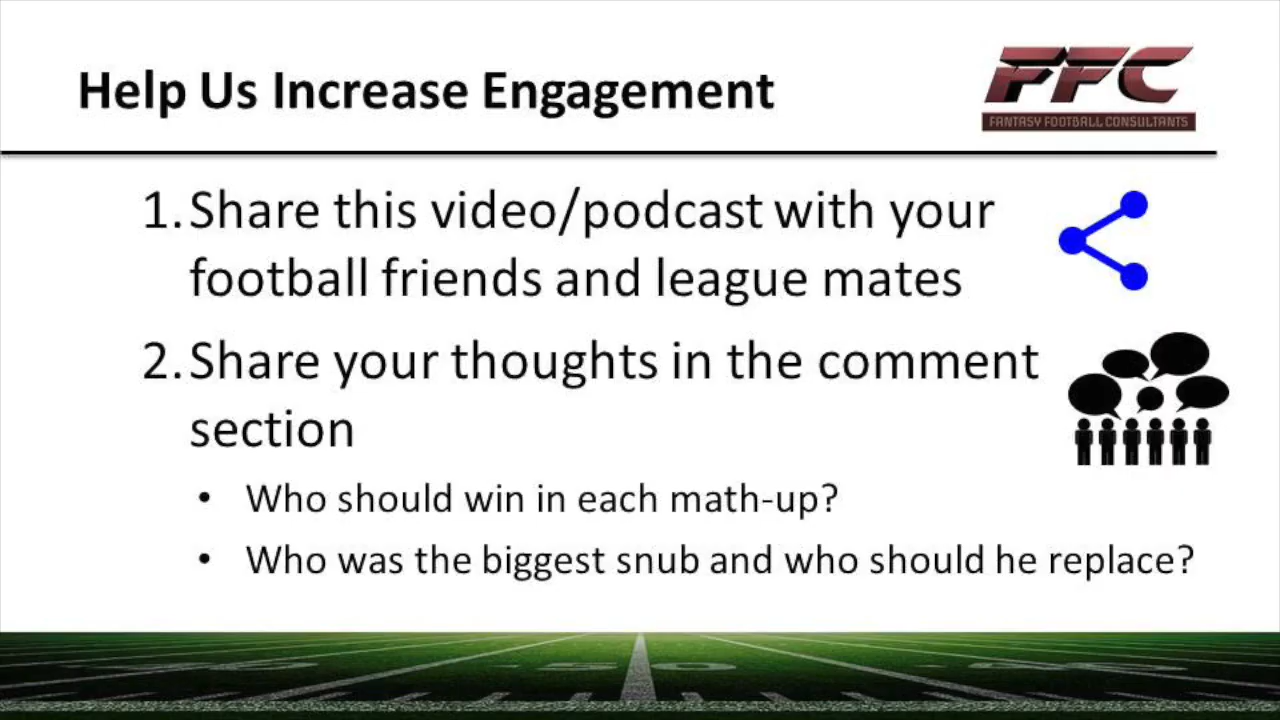 Help Us Increase Engagement
FFC
FANTASY FOOTBALL CONSULTANTS
1. Share this video/podcast with your
football friends and league mates
2. Share your thoughts in the comment
section
• Who should win in each math-up?
• Who was the biggest snub and who should he replace?
50